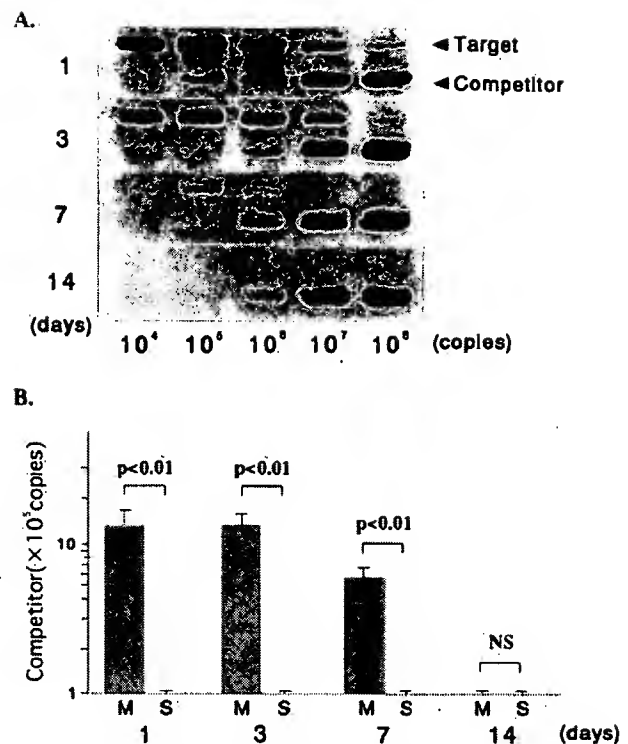 A.
◄ Target
1
◄ Competitor
3
7
14
(days)
10⁴ 10⁵ 10⁶ 10⁷ 10⁸ (copies)
B.
Competitor(×10⁵copies)
p<0.01 p<0.01
p<0.01
10
NS
1
M S M S M S M S
1 3 7 14 (days)